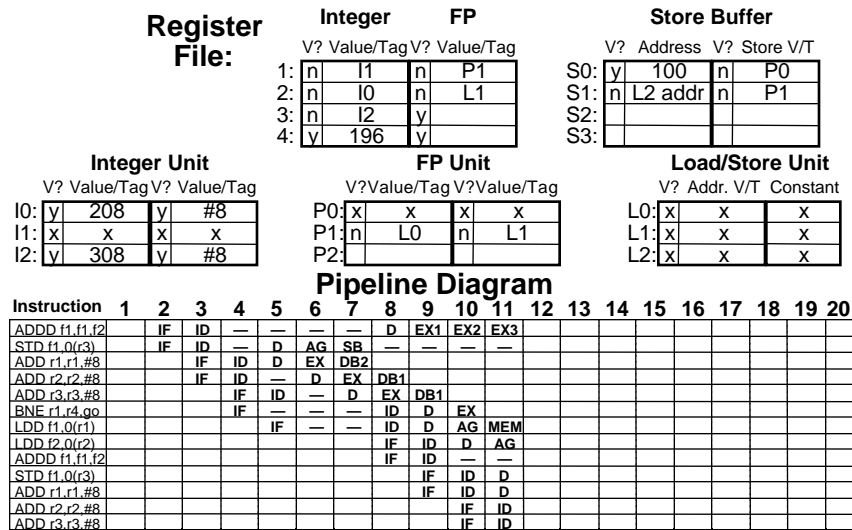 Register File:
Integer FP
V? Value/Tag V? Value/Tag
1: n I1 n P1
2: n I0 n L1
3: n I2 y
4: y 196 y
Store Buffer
V? Address V? Store V/T
S0: y 100 n P0
S1: n L2 addr n P1
S2:
S3:
Integer Unit
V? Value/Tag V? Value/Tag
I0: y 208 y #8
I1: x x x x
I2: y 308 y #8
FP Unit
V?Value/Tag V?Value/Tag
P0: x x x x
P1: n L0 n L1
P2:
Load/Store Unit
V? Addr. V/T Constant
L0: x x x
L1: x x x
L2: x x x
Pipeline Diagram
Instruction 1 2 3 4 5 6 7 8 9 10 11 12 13 14 15 16 17 18 19 20
ADDD f1,f1,f2 IF ID — — — — D EX1 EX2 EX3
STD f1,0(r3) IF ID — D AG SB — — — —
ADD r1,r1,#8 IF ID D EX DB2
ADD r2,r2,#8 IF ID — D EX DB1
ADD r3,r3,#8 IF ID — D EX DB1
BNE r1,r4,go IF — — — ID D EX
LDD f1,0(r1) IF — — ID D AG MEM
LDD f2,0(r2) IF ID D AG
ADDD f1,f1,f2 IF ID — —
STD f1,0(r3) IF ID D
ADD r1,r1,#8 IF ID D
ADD r2,r2,#8 IF ID
ADD r3,r3,#8 IF ID